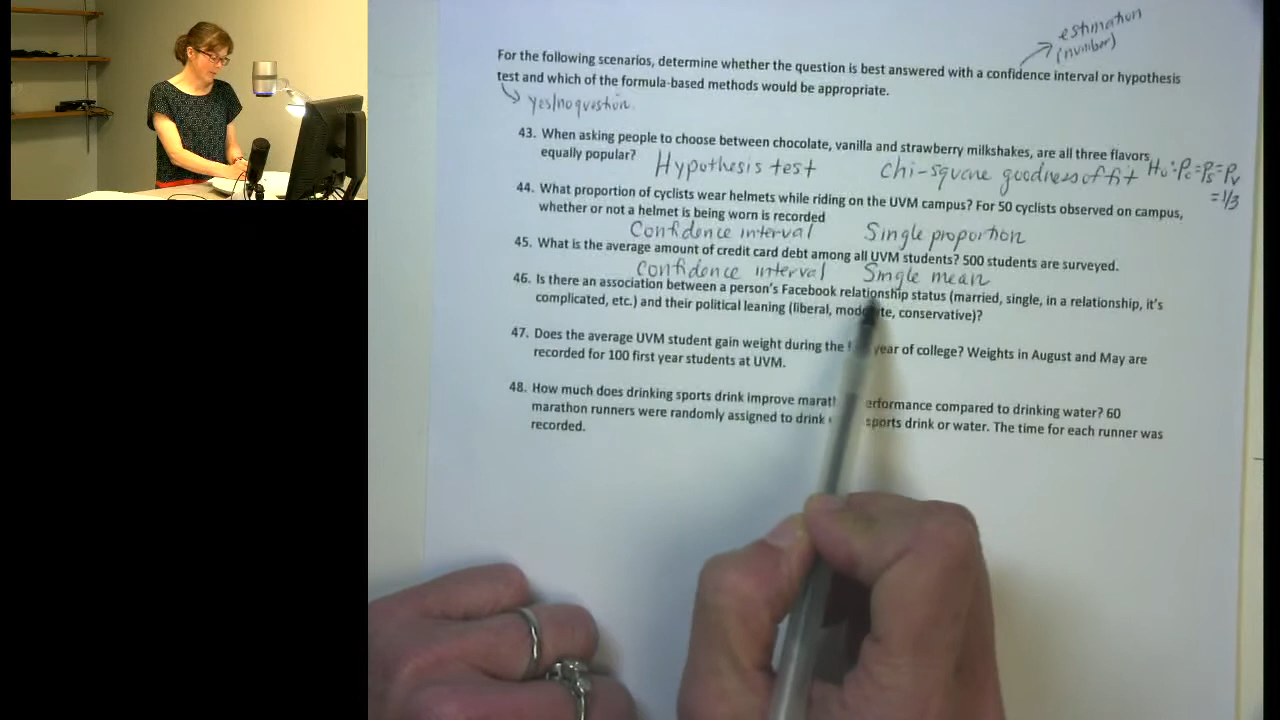 estimation
(number)
For the following scenarios, determine whether the question is best answered with a confidence interval or hypothesis
test and which of the formula-based methods would be appropriate.
yes/no question
43. When asking people to choose between chocolate, vanilla and strawberry milkshakes, are all three flavors
equally popular? Hypothesis test chi-square goodness of fit H₀: Pc=Ps=Pv
=1/3
44. What proportion of cyclists wear helmets while riding on the UVM campus? For 50 cyclists observed on campus,
whether or not a helmet is being worn is recorded
Confidence interval Single proportion
45. What is the average amount of credit card debt among all UVM students? 500 students are surveyed.
Confidence interval Single mean
46. Is there an association between a person's Facebook relationship status (married, single, in a relationship, it's
complicated, etc.) and their political leaning (liberal, moderate, conservative)?
47. Does the average UVM student gain weight during the year of college? Weights in August and May are
recorded for 100 first year students at UVM.
48. How much does drinking sports drink improve performance compared to drinking water? 60
marathon runners were randomly assigned to drink sports drink or water. The time for each runner was
recorded.